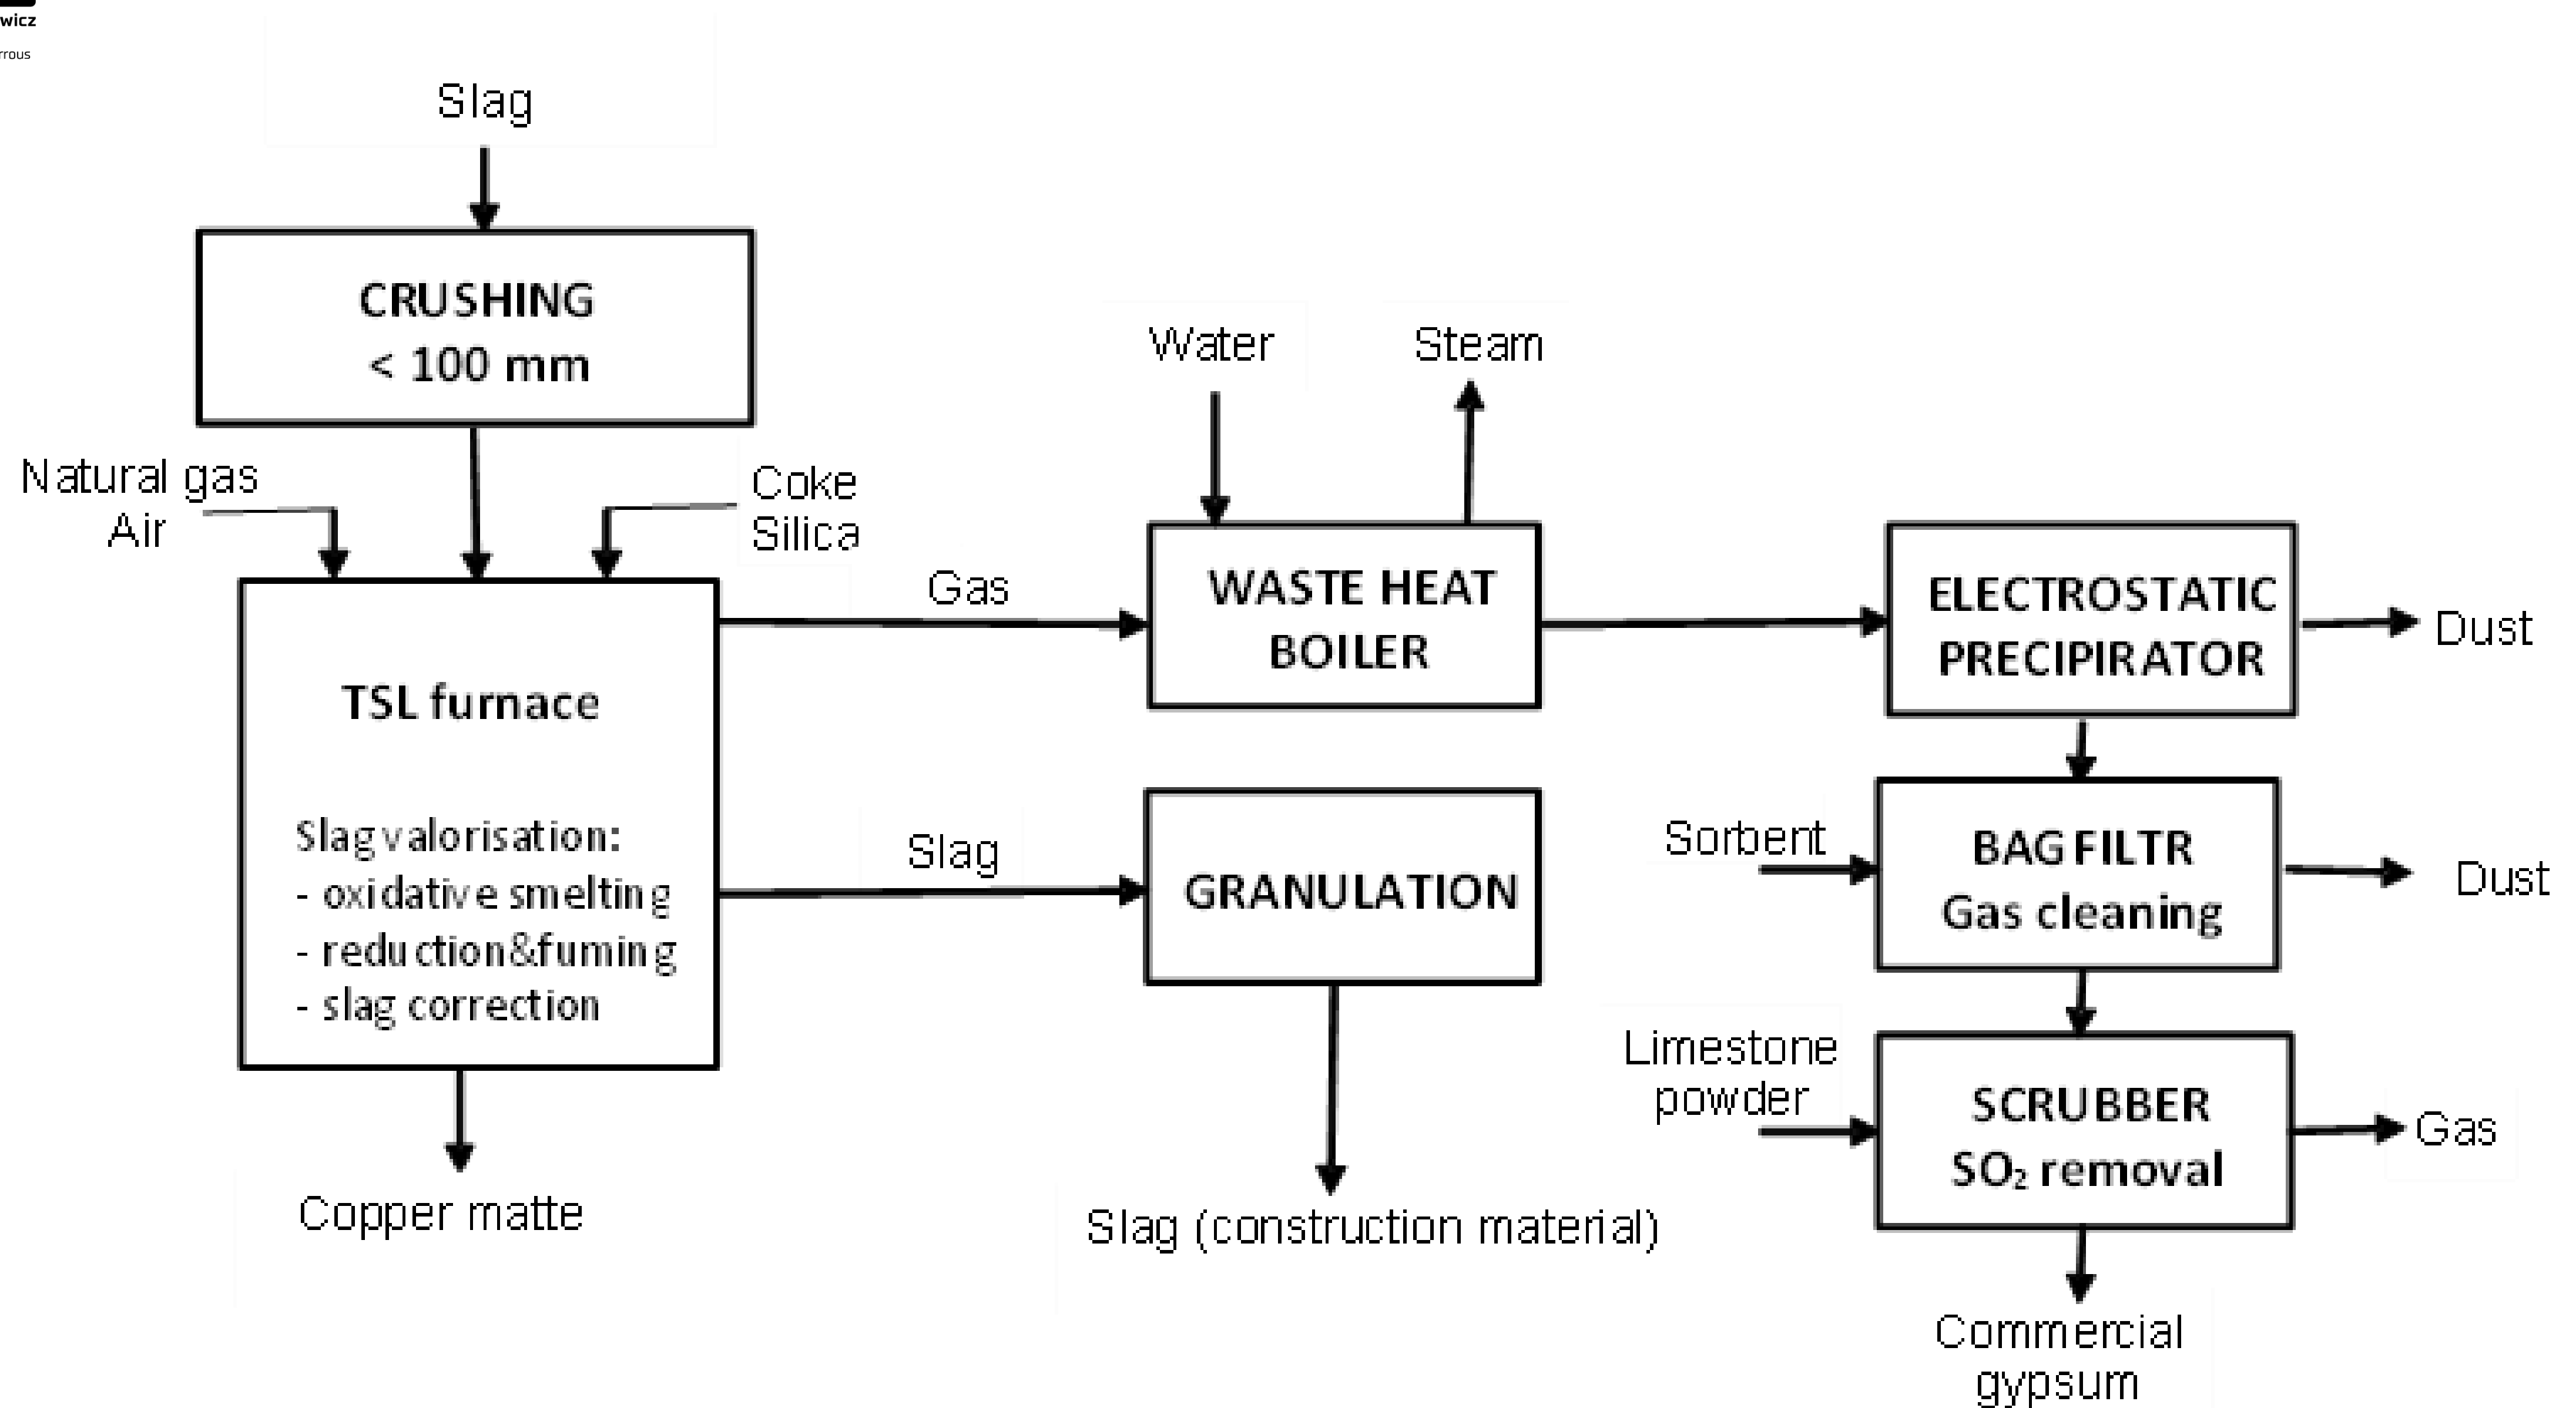 wicz
rrous
Slag
CRUSHING
< 100 mm
Natural gas
Air
Coke
Silica
Water
Steam
Gas
WASTE HEAT
BOILER
ELECTROSTATIC
PRECIPIRATOR
Dust
TSL furnace
Slag valorisation:
- oxidative smelting
- reduction&fuming
- slag correction
Slag
GRANULATION
Sorbent
BAG FILTR
Gas cleaning
Dust
Limestone
powder
SCRUBBER
SO₂ removal
Gas
Copper matte
Slag (construction material)
Commercial
gypsum